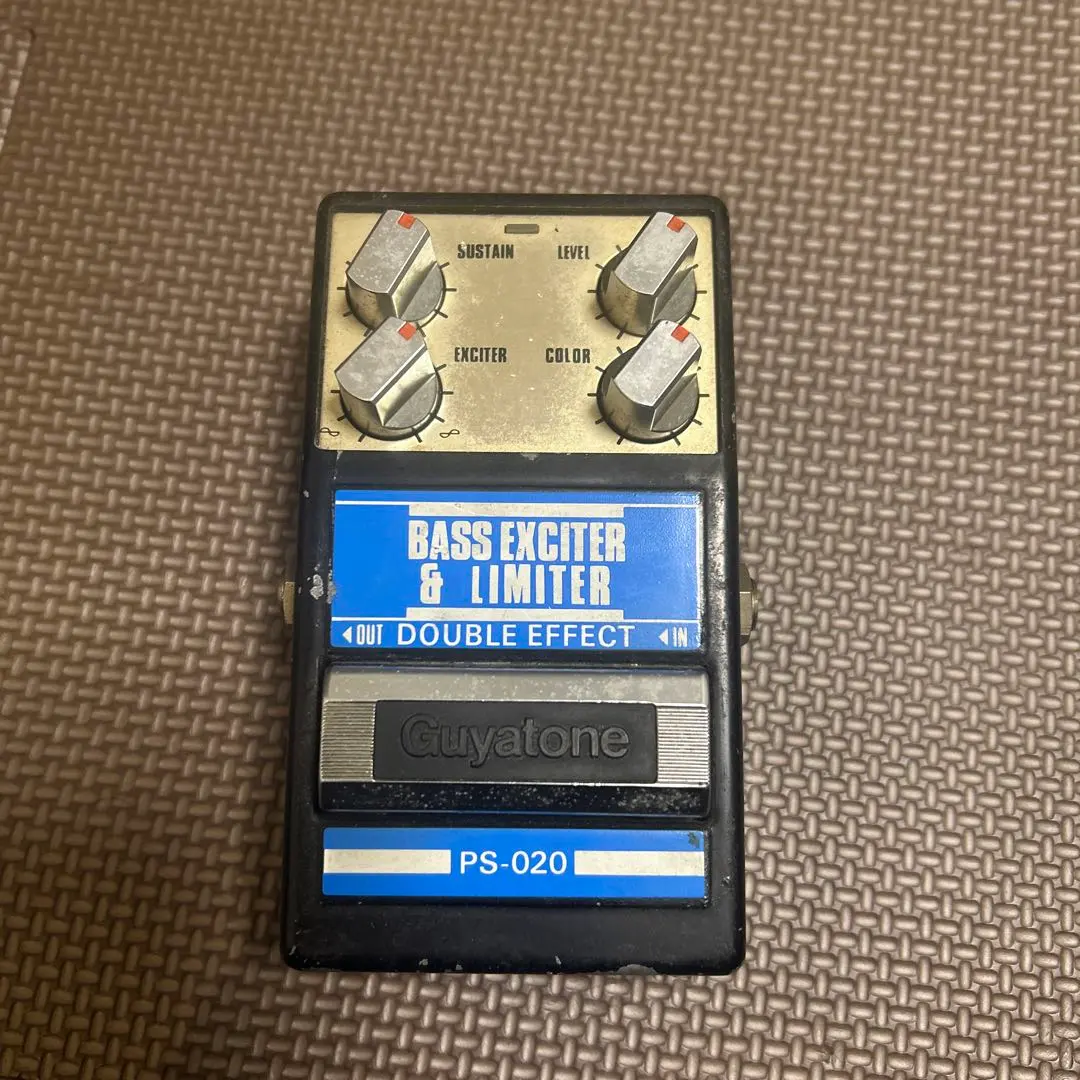 SUSTAIN LEVEL
EXCITER COLOR
BASS EXCITER
& LIMITER
◀OUT DOUBLE EFFECT ◀IN
Guyatone
PS-020